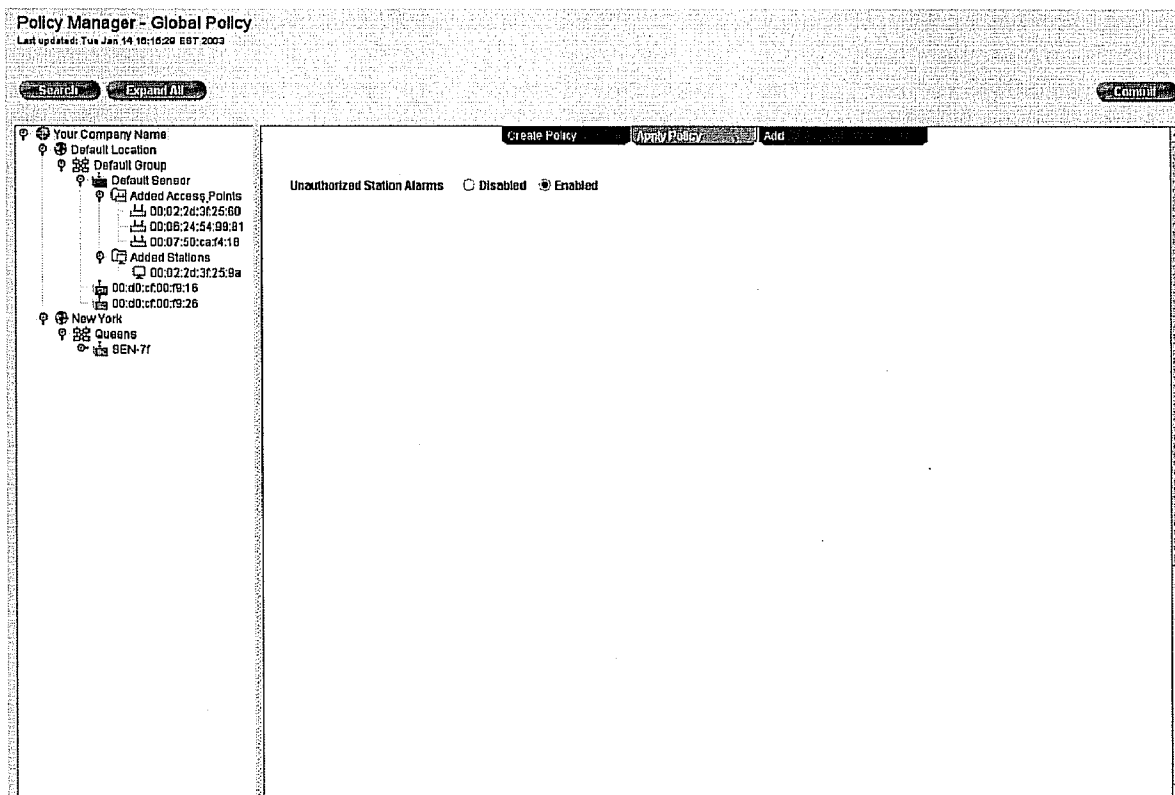 Policy Manager - Global Policy
Last updated: Tue Jan 14 16:16:29 EST 2003
Search Expand All Commit
Create Policy Apply Policy Add
Your Company Name
Default Location
Default Group
Default Sensor
Added Access Points
00:02:2d:3f:25:60
00:06:24:54:99:81
00:07:50:ca:f4:18
Added Stations
00:02:2d:3f:25:9a
00:d0:cf:00:f9:16
00:d0:cf:00:f9:26
New York
Queens
SEN-7f
Unauthorized Station Alarms Disabled Enabled